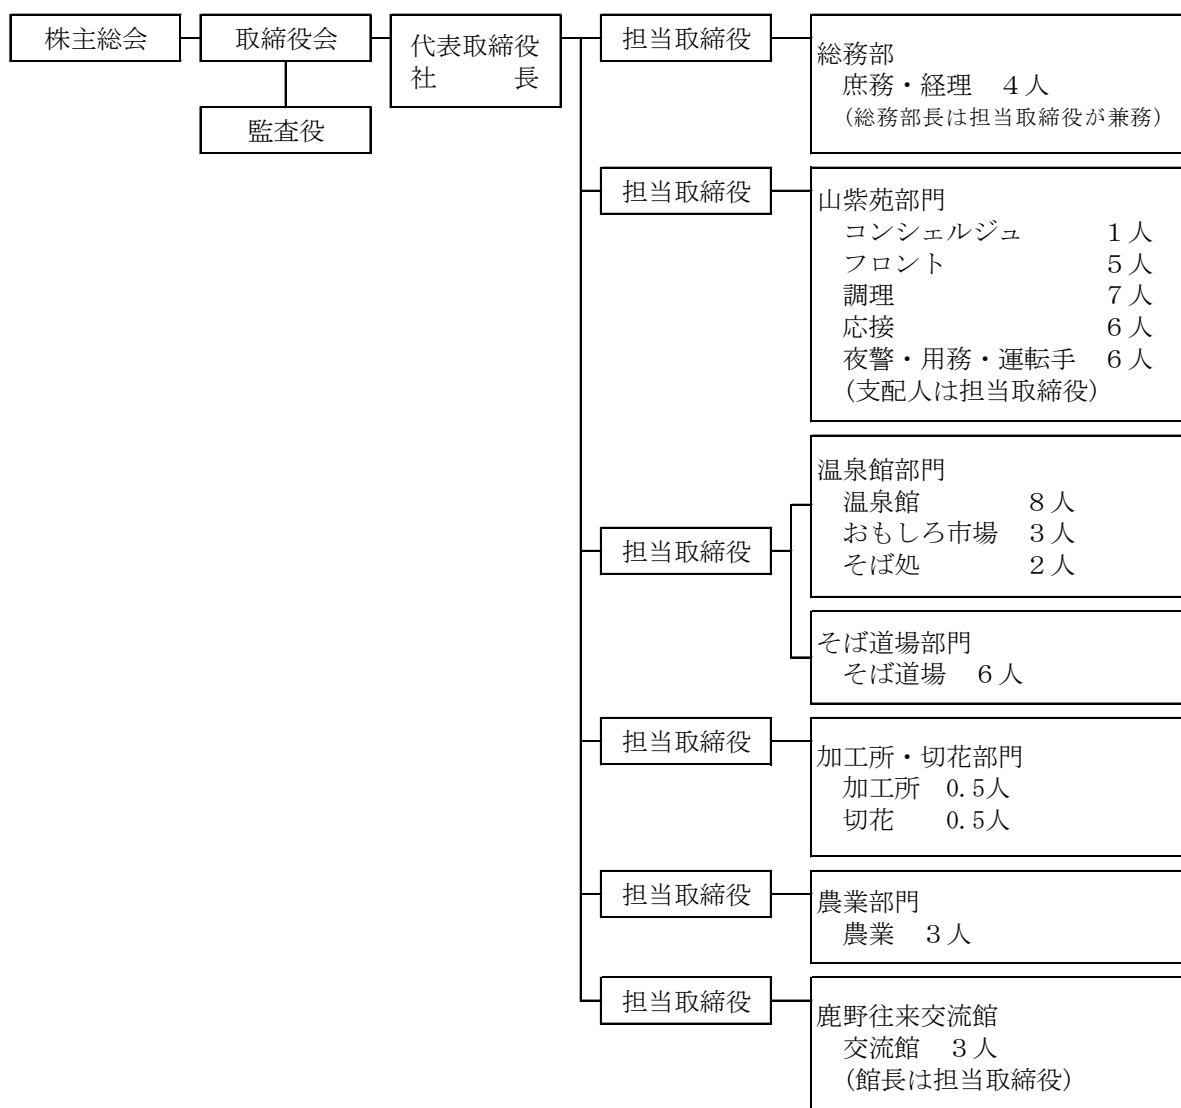 株主総会
取締役会
代表取締役
社　　　長
監査役
担当取締役
総務部
庶務・経理　４人
(総務部長は担当取締役が兼務)
担当取締役
山紫苑部門
コンシェルジュ　　　１人
フロント　　　　　　５人
調理　　　　　　　　７人
応接　　　　　　　　６人
夜警・用務・運転手　６人
(支配人は担当取締役)
担当取締役
温泉館部門
温泉館　　　　８人
おもしろ市場　３人
そば処　　　　２人
そば道場部門
そば道場　６人
担当取締役
加工所・切花部門
加工所　0.5人
切花　　0.5人
担当取締役
農業部門
農業　３人
担当取締役
鹿野往来交流館
交流館　３人
(館長は担当取締役)